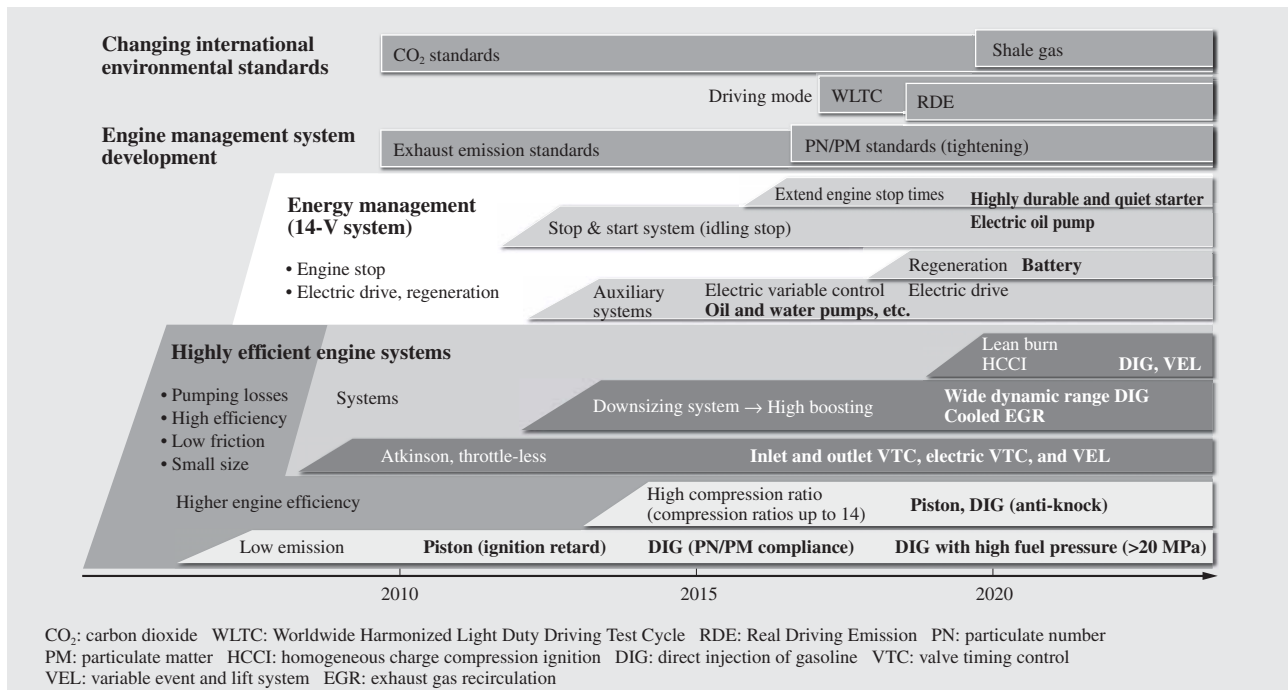 Changing international
environmental standards
CO₂ standards
Shale gas
Driving mode
WLTC
RDE
Engine management system
development
Exhaust emission standards
PN/PM standards (tightening)
Energy management
(14-V system)
• Engine stop
• Electric drive, regeneration
Extend engine stop times
Highly durable and quiet starter
Stop & start system (idling stop)
Electric oil pump
Regeneration Battery
Auxiliary
systems
Electric variable control
Oil and water pumps, etc.
Electric drive
Highly efficient engine systems
• Pumping losses
• High efficiency
• Low friction
• Small size
Systems
Lean burn
HCCI
DIG, VEL
Downsizing system → High boosting
Wide dynamic range DIG
Cooled EGR
Atkinson, throttle-less
Inlet and outlet VTC, electric VTC, and VEL
Higher engine efficiency
High compression ratio
(compression ratios up to 14)
Piston, DIG (anti-knock)
Low emission
Piston (ignition retard)
DIG (PN/PM compliance)
DIG with high fuel pressure (>20 MPa)
2010
2015
2020
CO₂: carbon dioxide WLTC: Worldwide Harmonized Light Duty Driving Test Cycle RDE: Real Driving Emission PN: particulate number
PM: particulate matter HCCI: homogeneous charge compression ignition DIG: direct injection of gasoline VTC: valve timing control
VEL: variable event and lift system EGR: exhaust gas recirculation